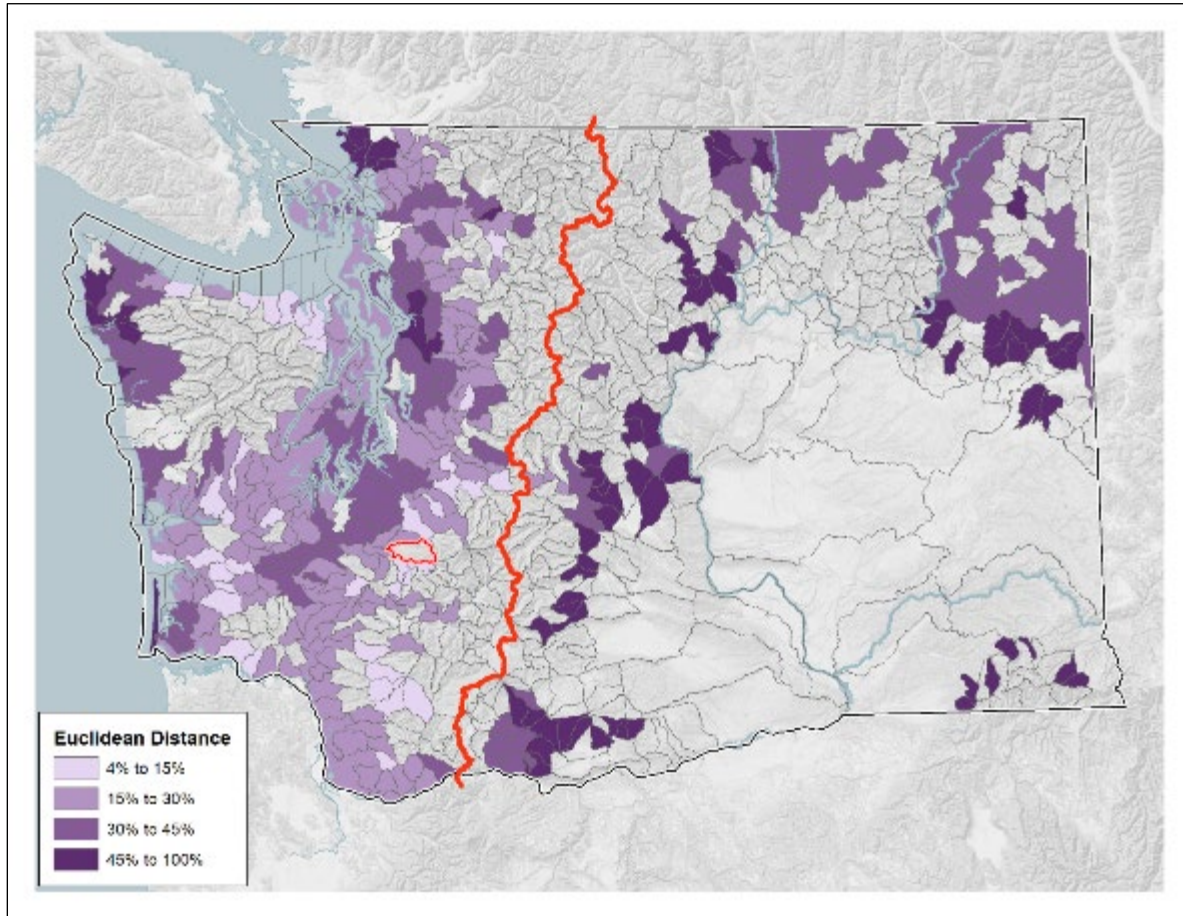 Euclidean Distance
4% to 15%
15% to 30%
30% to 45%
45% to 100%